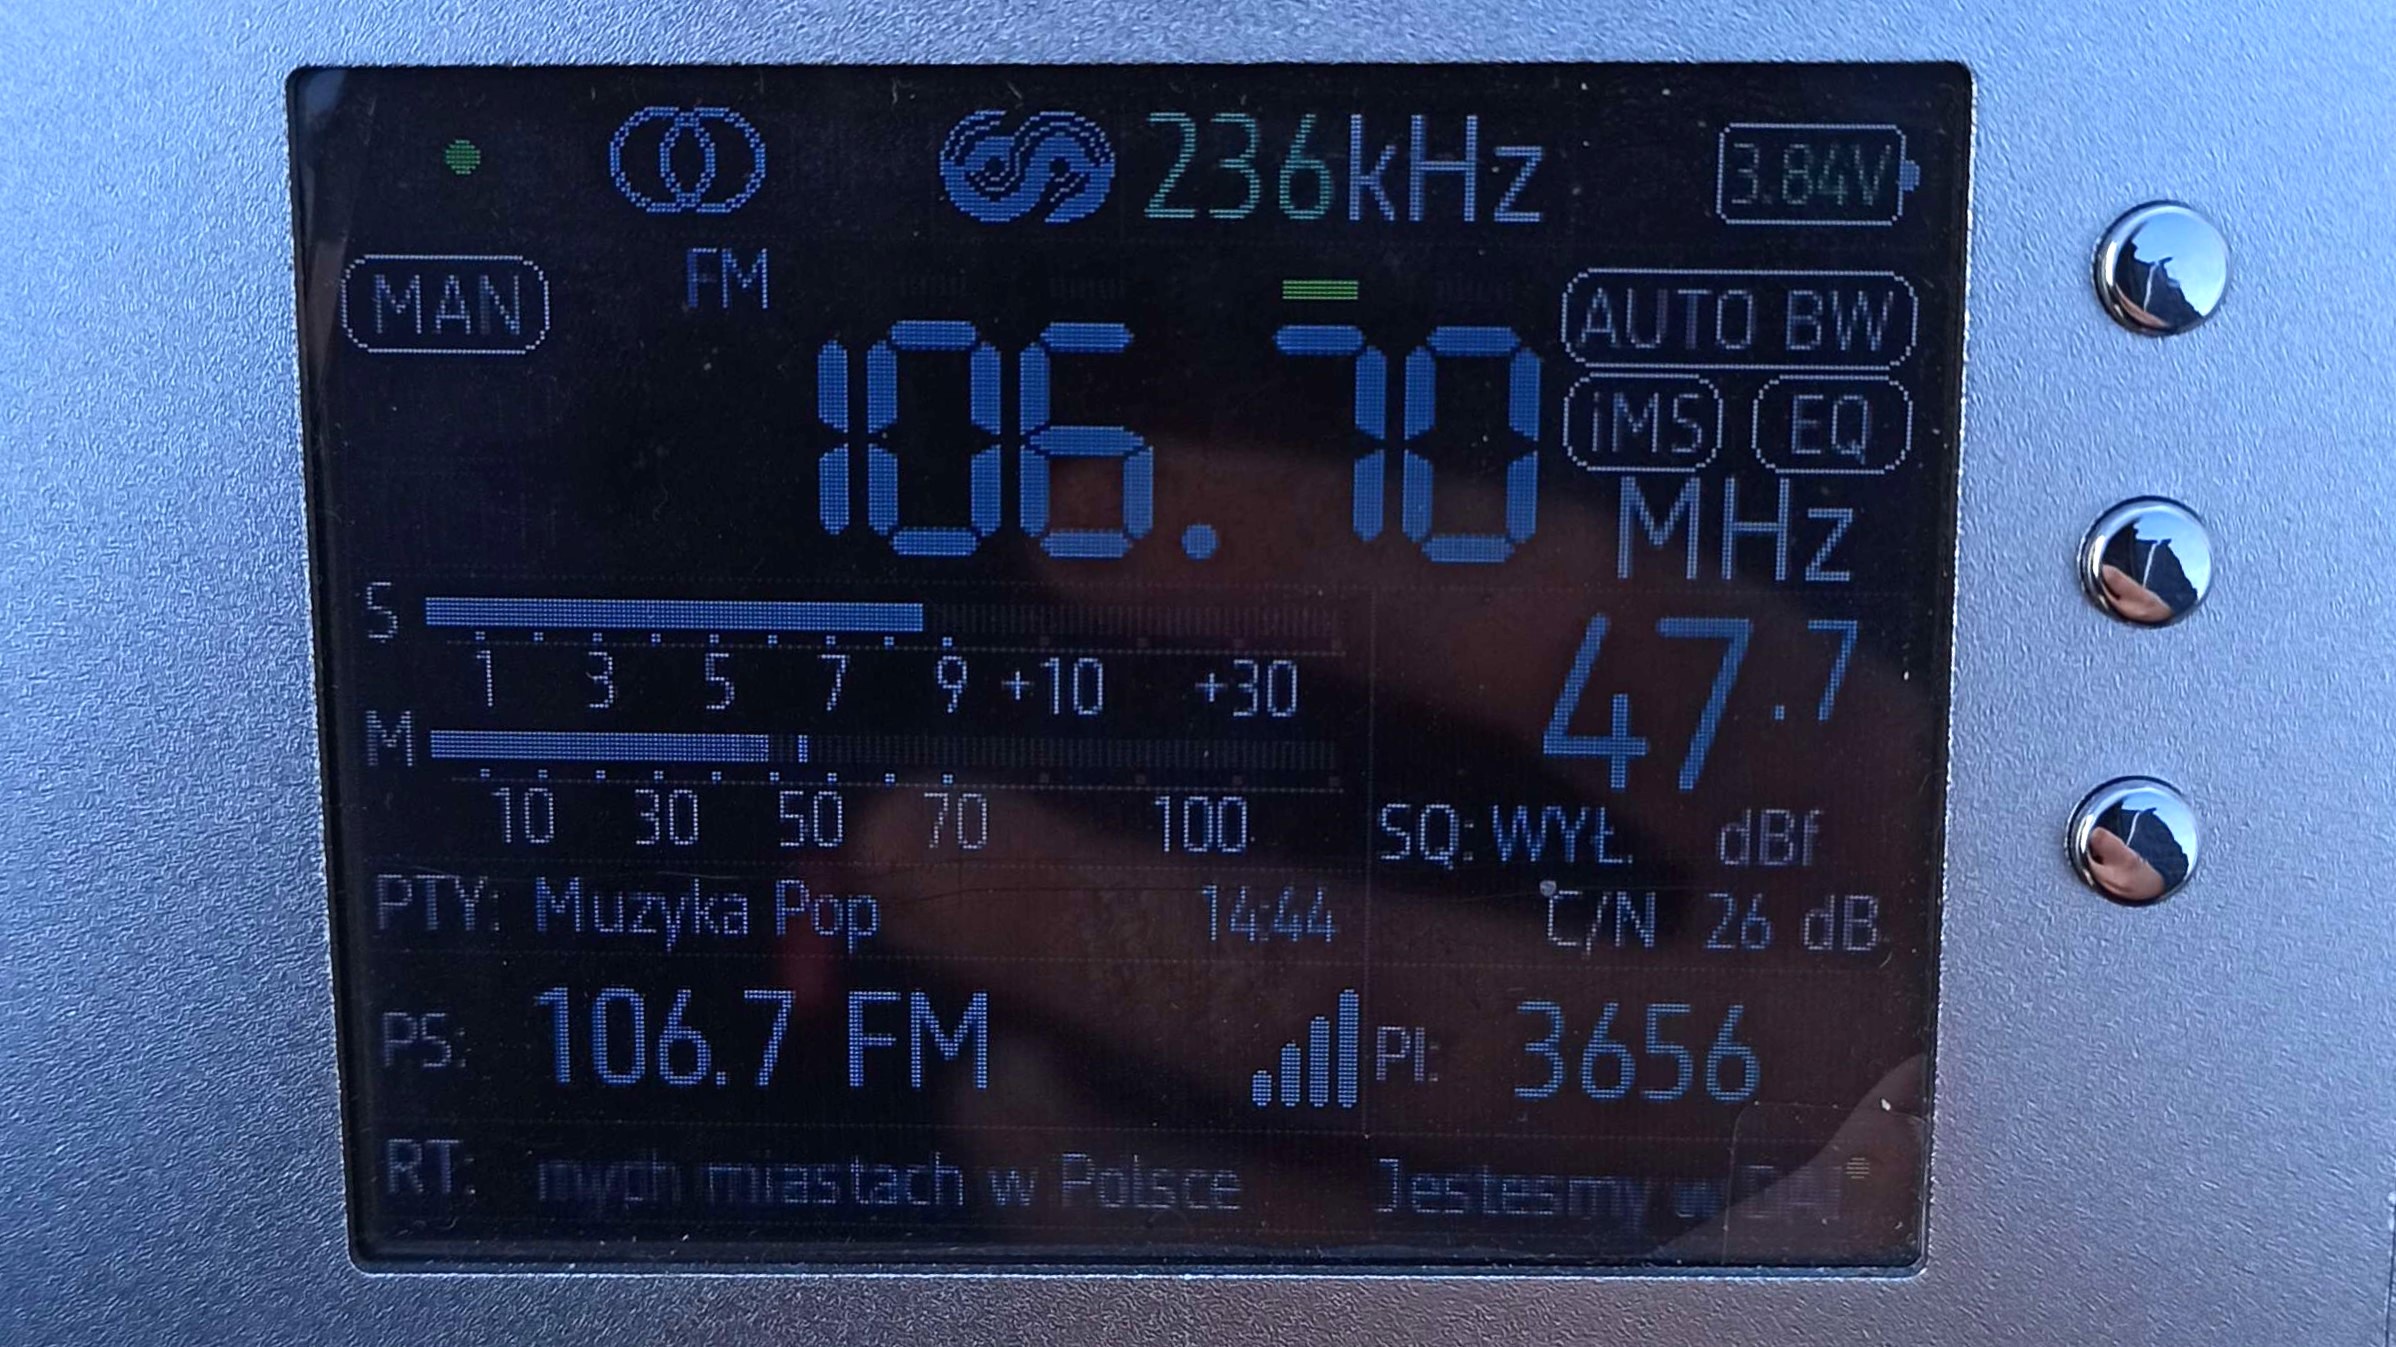 236kHz 3.84V
MAN FM AUTO BW
106.70 iMS EQ
MHz
S
1 3 5 7 9 +10 +30 47.7
M
10 30 50 70 100 SQ: WYŁ. dBf
PTY: Muzyka Pop 14:44 C/N 26 dB
PS: 106.7 FM PI: 3656
RT: miastach w Polsce Jestesmy w